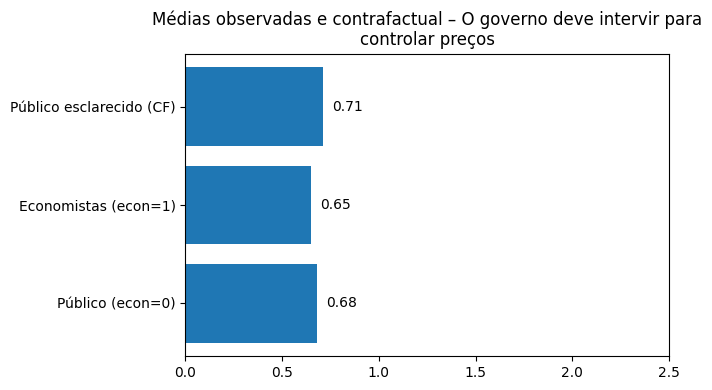 Médias observadas e contrafactual – O governo deve intervir para
controlar preços
Público esclarecido (CF)
0.71
Economistas (econ=1)
0.65
Público (econ=0)
0.68
0.0 0.5 1.0 1.5 2.0 2.5